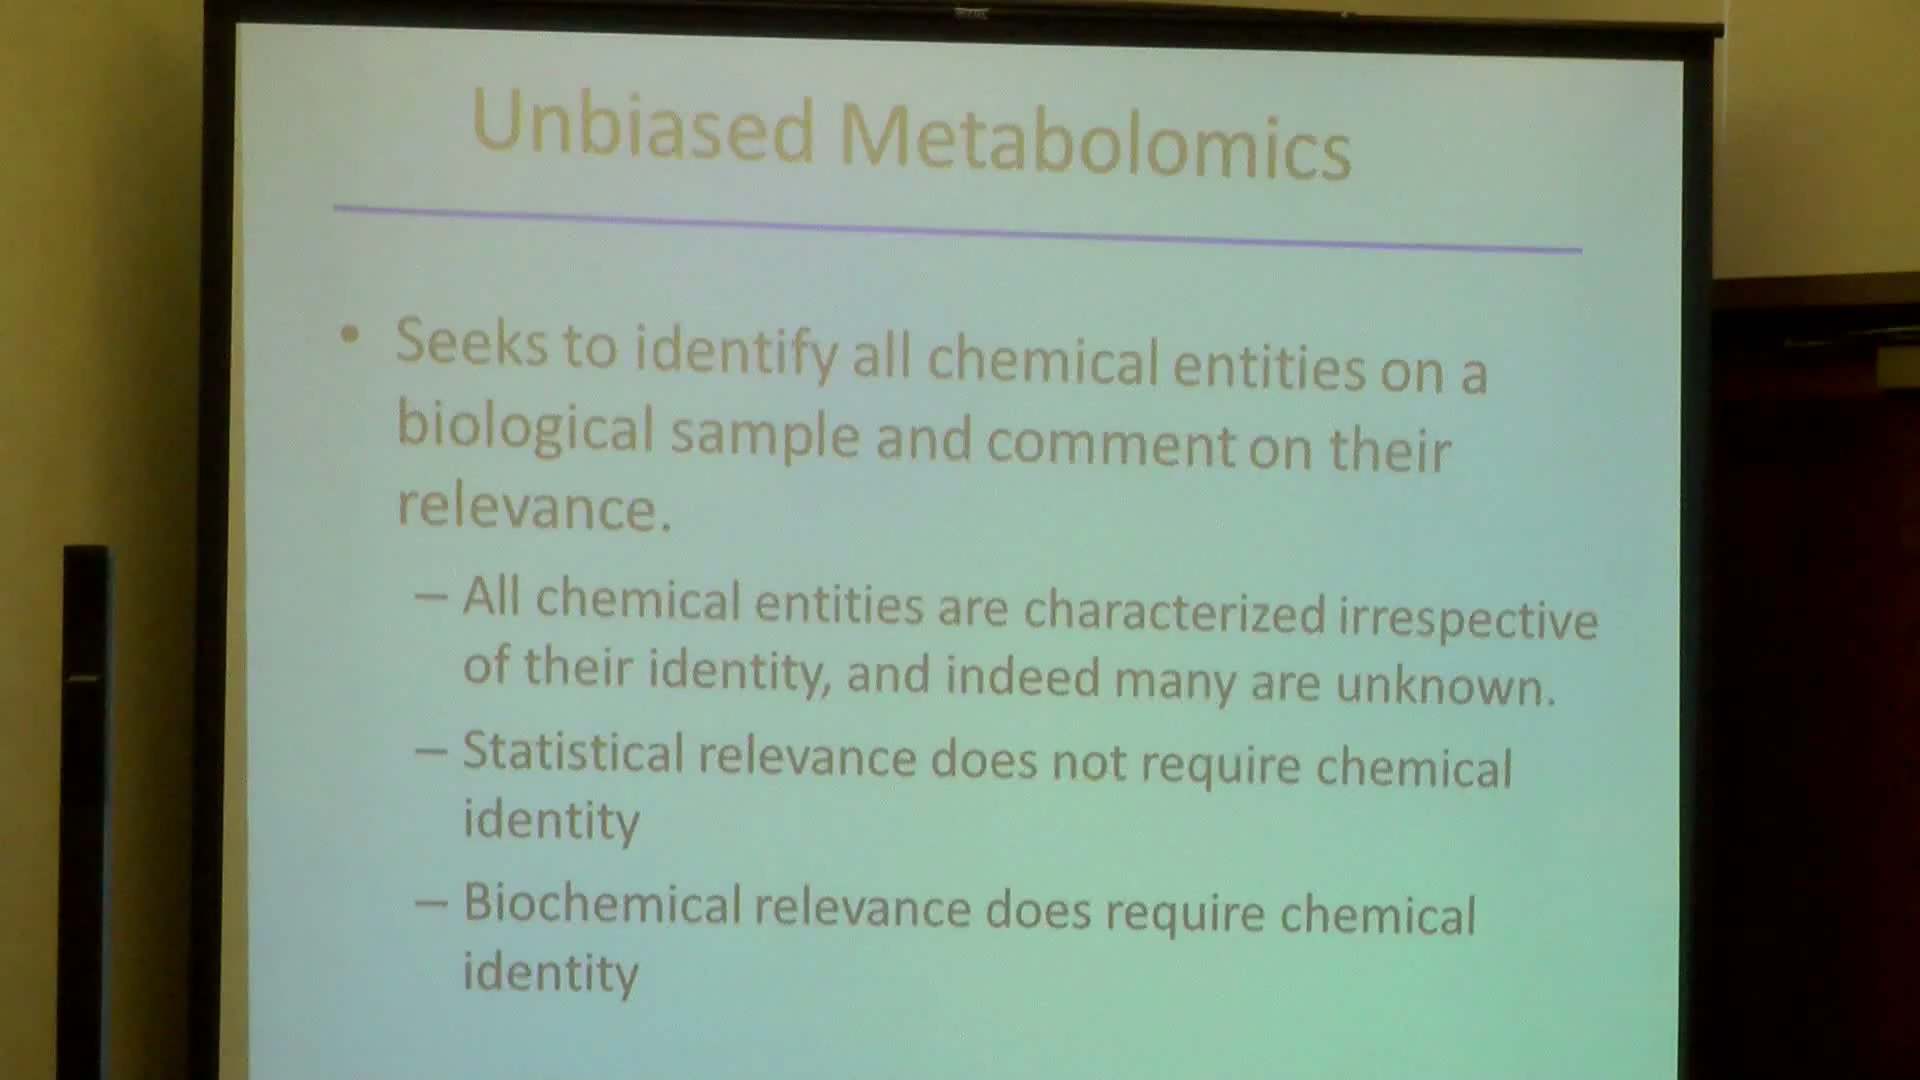 Unbiased Metabolomics
• Seeks to identify all chemical entities on a
biological sample and comment on their
relevance.
– All chemical entities are characterized irrespective
of their identity, and indeed many are unknown.
– Statistical relevance does not require chemical
identity
– Biochemical relevance does require chemical
identity